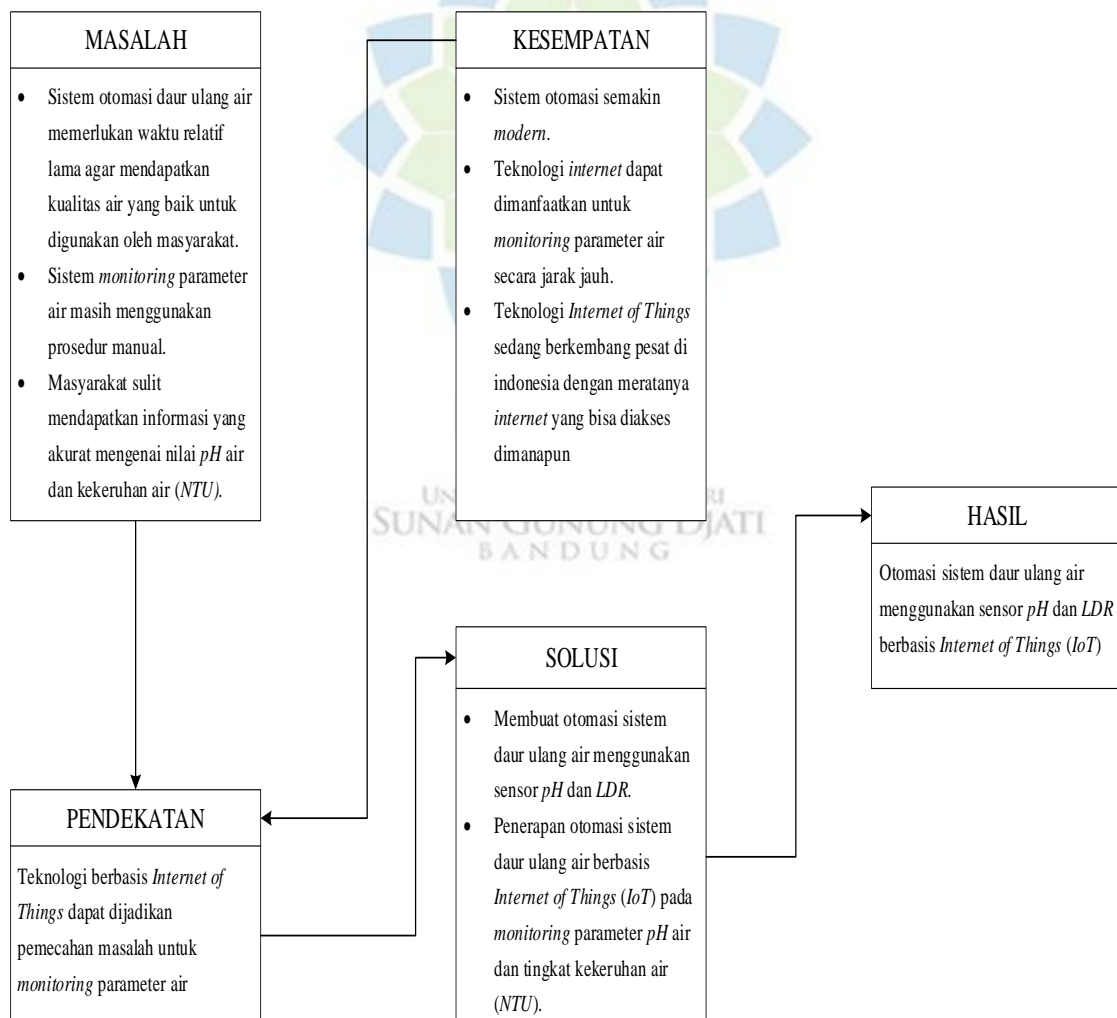 MASALAH
• Sistem otomasi daur ulang air
memerlukan waktu relatif
lama agar mendapatkan
kualitas air yang baik untuk
digunakan oleh masyarakat.
• Sistem monitoring parameter
air masih menggunakan
prosedur manual.
• Masyarakat sulit
mendapatkan informasi yang
akurat mengenai nilai pH air
dan kekeruhan air (NTU).
KESEMPATAN
• Sistem otomasi semakin
modern.
• Teknologi internet dapat
dimanfaatkan untuk
monitoring parameter air
secara jarak jauh.
• Teknologi Internet of Things
sedang berkembang pesat di
indonesia dengan meratanya
internet yang bisa diakses
dimanapun
SUNAN GUNUNG DJATI
BANDUNG
PENDEKATAN
Teknologi berbasis Internet of
Things dapat dijadikan
pemecahan masalah untuk
monitoring parameter air
SOLUSI
• Membuat otomasi sistem
daur ulang air menggunakan
sensor pH dan LDR.
• Penerapan otomasi sistem
daur ulang air berbasis
Internet of Things (IoT) pada
monitoring parameter pH air
dan tingkat kekeruhan air
(NTU).
HASIL
Otomasi sistem daur ulang air
menggunakan sensor pH dan LDR
berbasis Internet of Things (IoT)